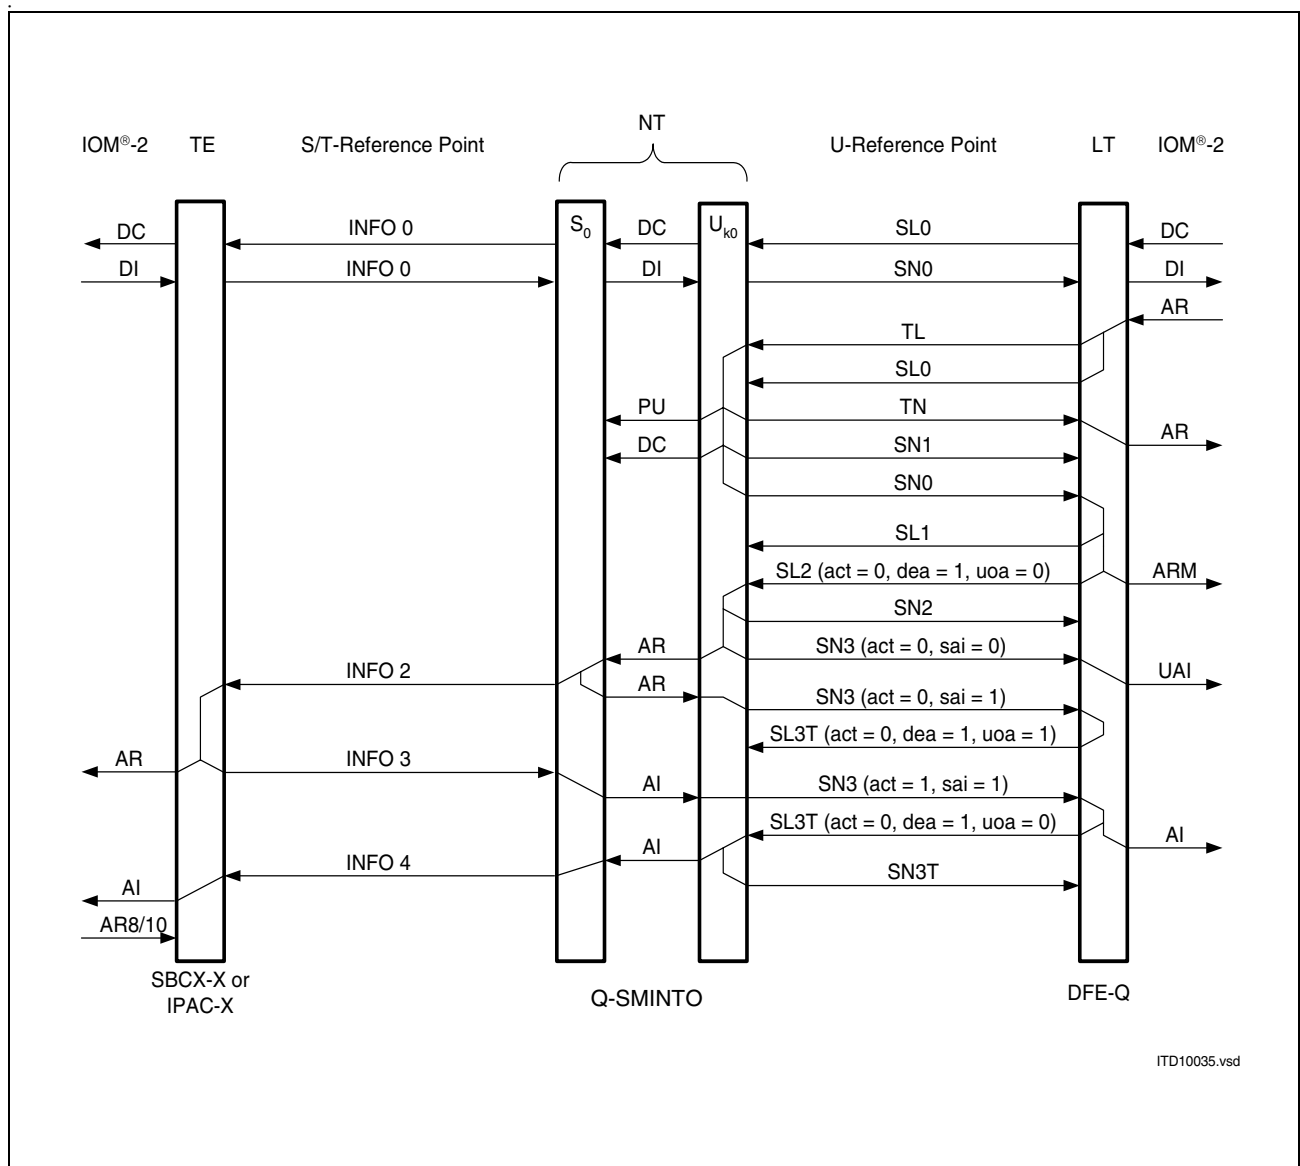 .
NT
IOM®-2 TE S/T-Reference Point U-Reference Point LT IOM®-2
S0 Uk0
DC INFO 0 DC SL0 DC
DI INFO 0 DI SN0 DI
AR
TL
SL0
PU TN
AR
DC SN1
SN0
SL1
SL2 (act = 0, dea = 1, uoa = 0) ARM
SN2
AR SN3 (act = 0, sai = 0)
INFO 2 UAI
AR SN3 (act = 0, sai = 1)
SL3T (act = 0, dea = 1, uoa = 1)
AR INFO 3
AI SN3 (act = 1, sai = 1)
SL3T (act = 0, dea = 1, uoa = 0)
AI AI
INFO 4 SN3T
AI
AR8/10
SBCX-X or
IPAC-X
Q-SMINTO
DFE-Q
ITD10035.vsd